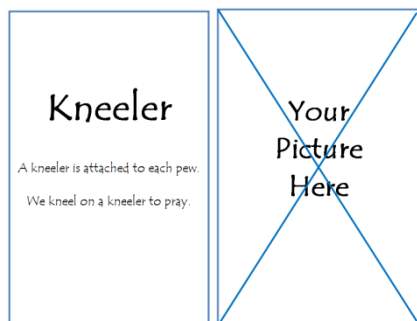 Kneeler
A kneeler is attached to each pew.
We kneel on a kneeler to pray.
Your
Picture
Here